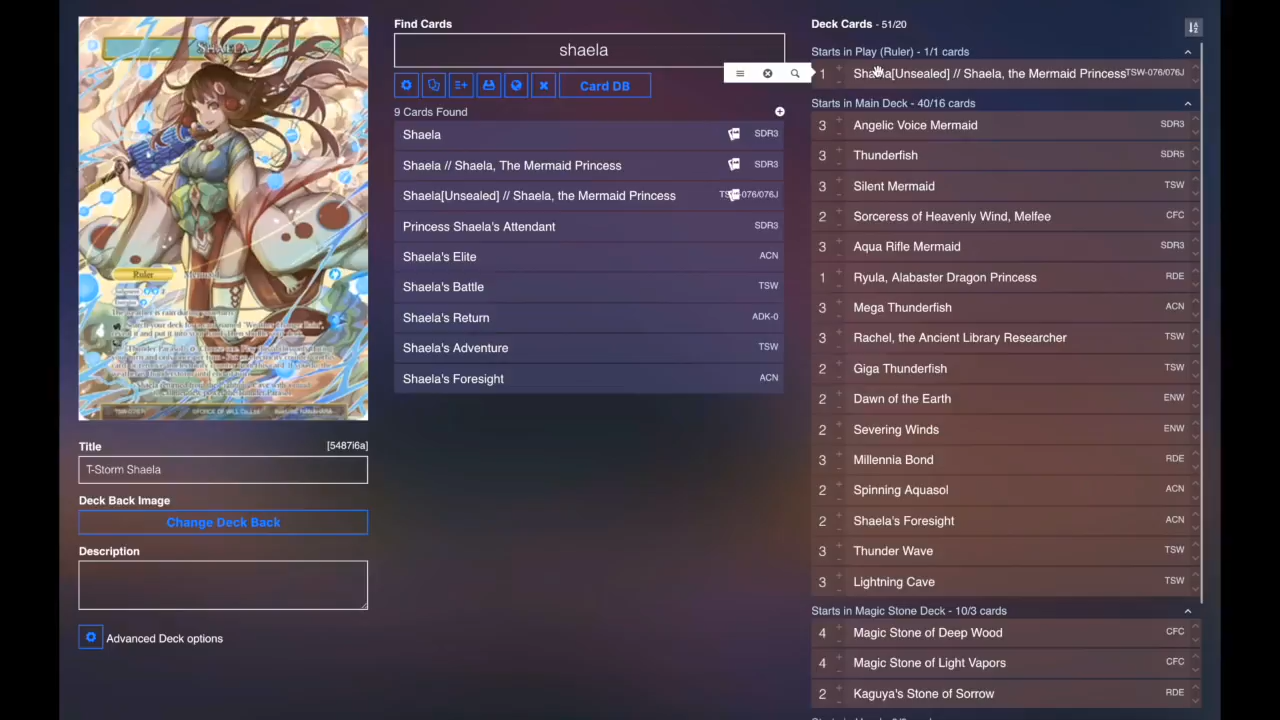 SHAELA
Ruler
Mermaid
Find Cards
shaela
Card DB
9 Cards Found
Shaela SDR3
Shaela // Shaela, The Mermaid Princess SDR3
Shaela[Unsealed] // Shaela, the Mermaid Princess
Princess Shaela's Attendant SDR3
Shaela's Elite ACN
Shaela's Battle TSW
Shaela's Return ADK-0
Shaela's Adventure TSW
Shaela's Foresight ACN
Title [5487i6a]
T-Storm Shaela
Deck Back Image
Change Deck Back
Description
Advanced Deck options
Deck Cards - 51/20
Starts in Play (Ruler) - 1/1 cards
1 Shaela[Unsealed] // Shaela, the Mermaid Princess TSW-076/076J
Starts in Main Deck - 40/16 cards
3 Angelic Voice Mermaid SDR3
3 Thunderfish SDR5
3 Silent Mermaid TSW
2 Sorceress of Heavenly Wind, Melfee CFC
3 Aqua Rifle Mermaid SDR3
1 Ryula, Alabaster Dragon Princess RDE
3 Mega Thunderfish ACN
3 Rachel, the Ancient Library Researcher TSW
2 Giga Thunderfish TSW
2 Dawn of the Earth ENW
2 Severing Winds ENW
3 Millennia Bond RDE
2 Spinning Aquasol ACN
2 Shaela's Foresight ACN
3 Thunder Wave TSW
3 Lightning Cave TSW
Starts in Magic Stone Deck - 10/3 cards
4 Magic Stone of Deep Wood CFC
4 Magic Stone of Light Vapors CFC
2 Kaguya's Stone of Sorrow RDE